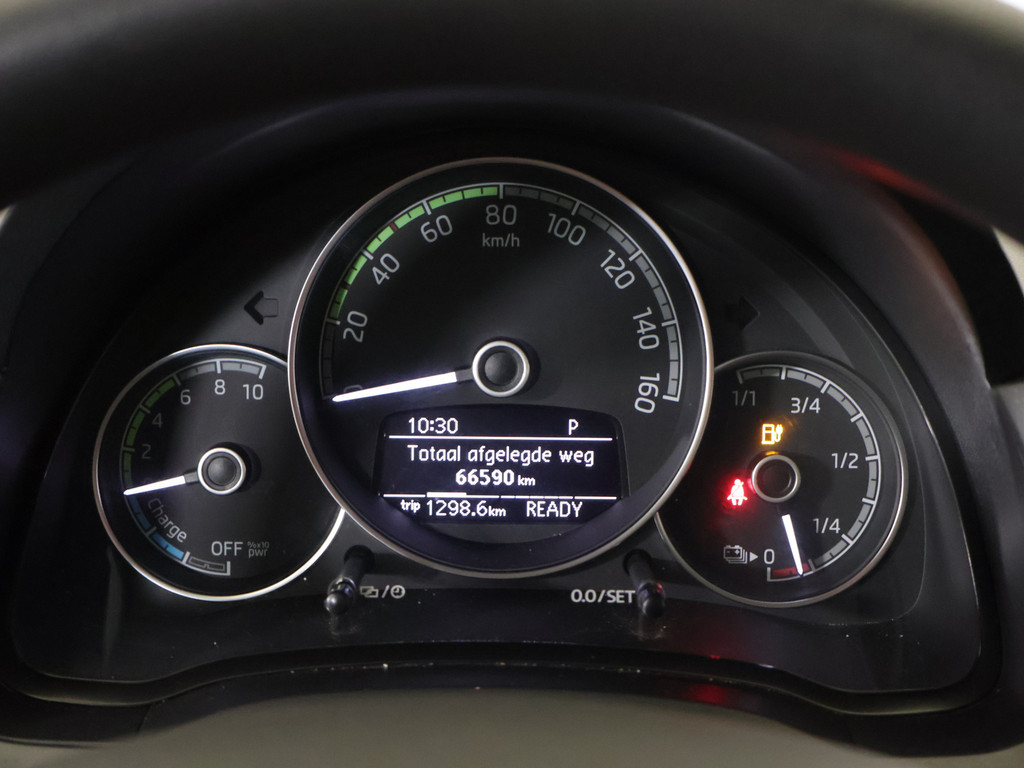 20
40
60
80
100
120
140
160
km/h
0
10:30 P
Totaal afgelegde weg
66590 km
trip 1298.6km READY
2
4
6
8
10
Charge
OFF %x10
pwr
1/1
3/4
1/2
1/4
0
0.0/SET